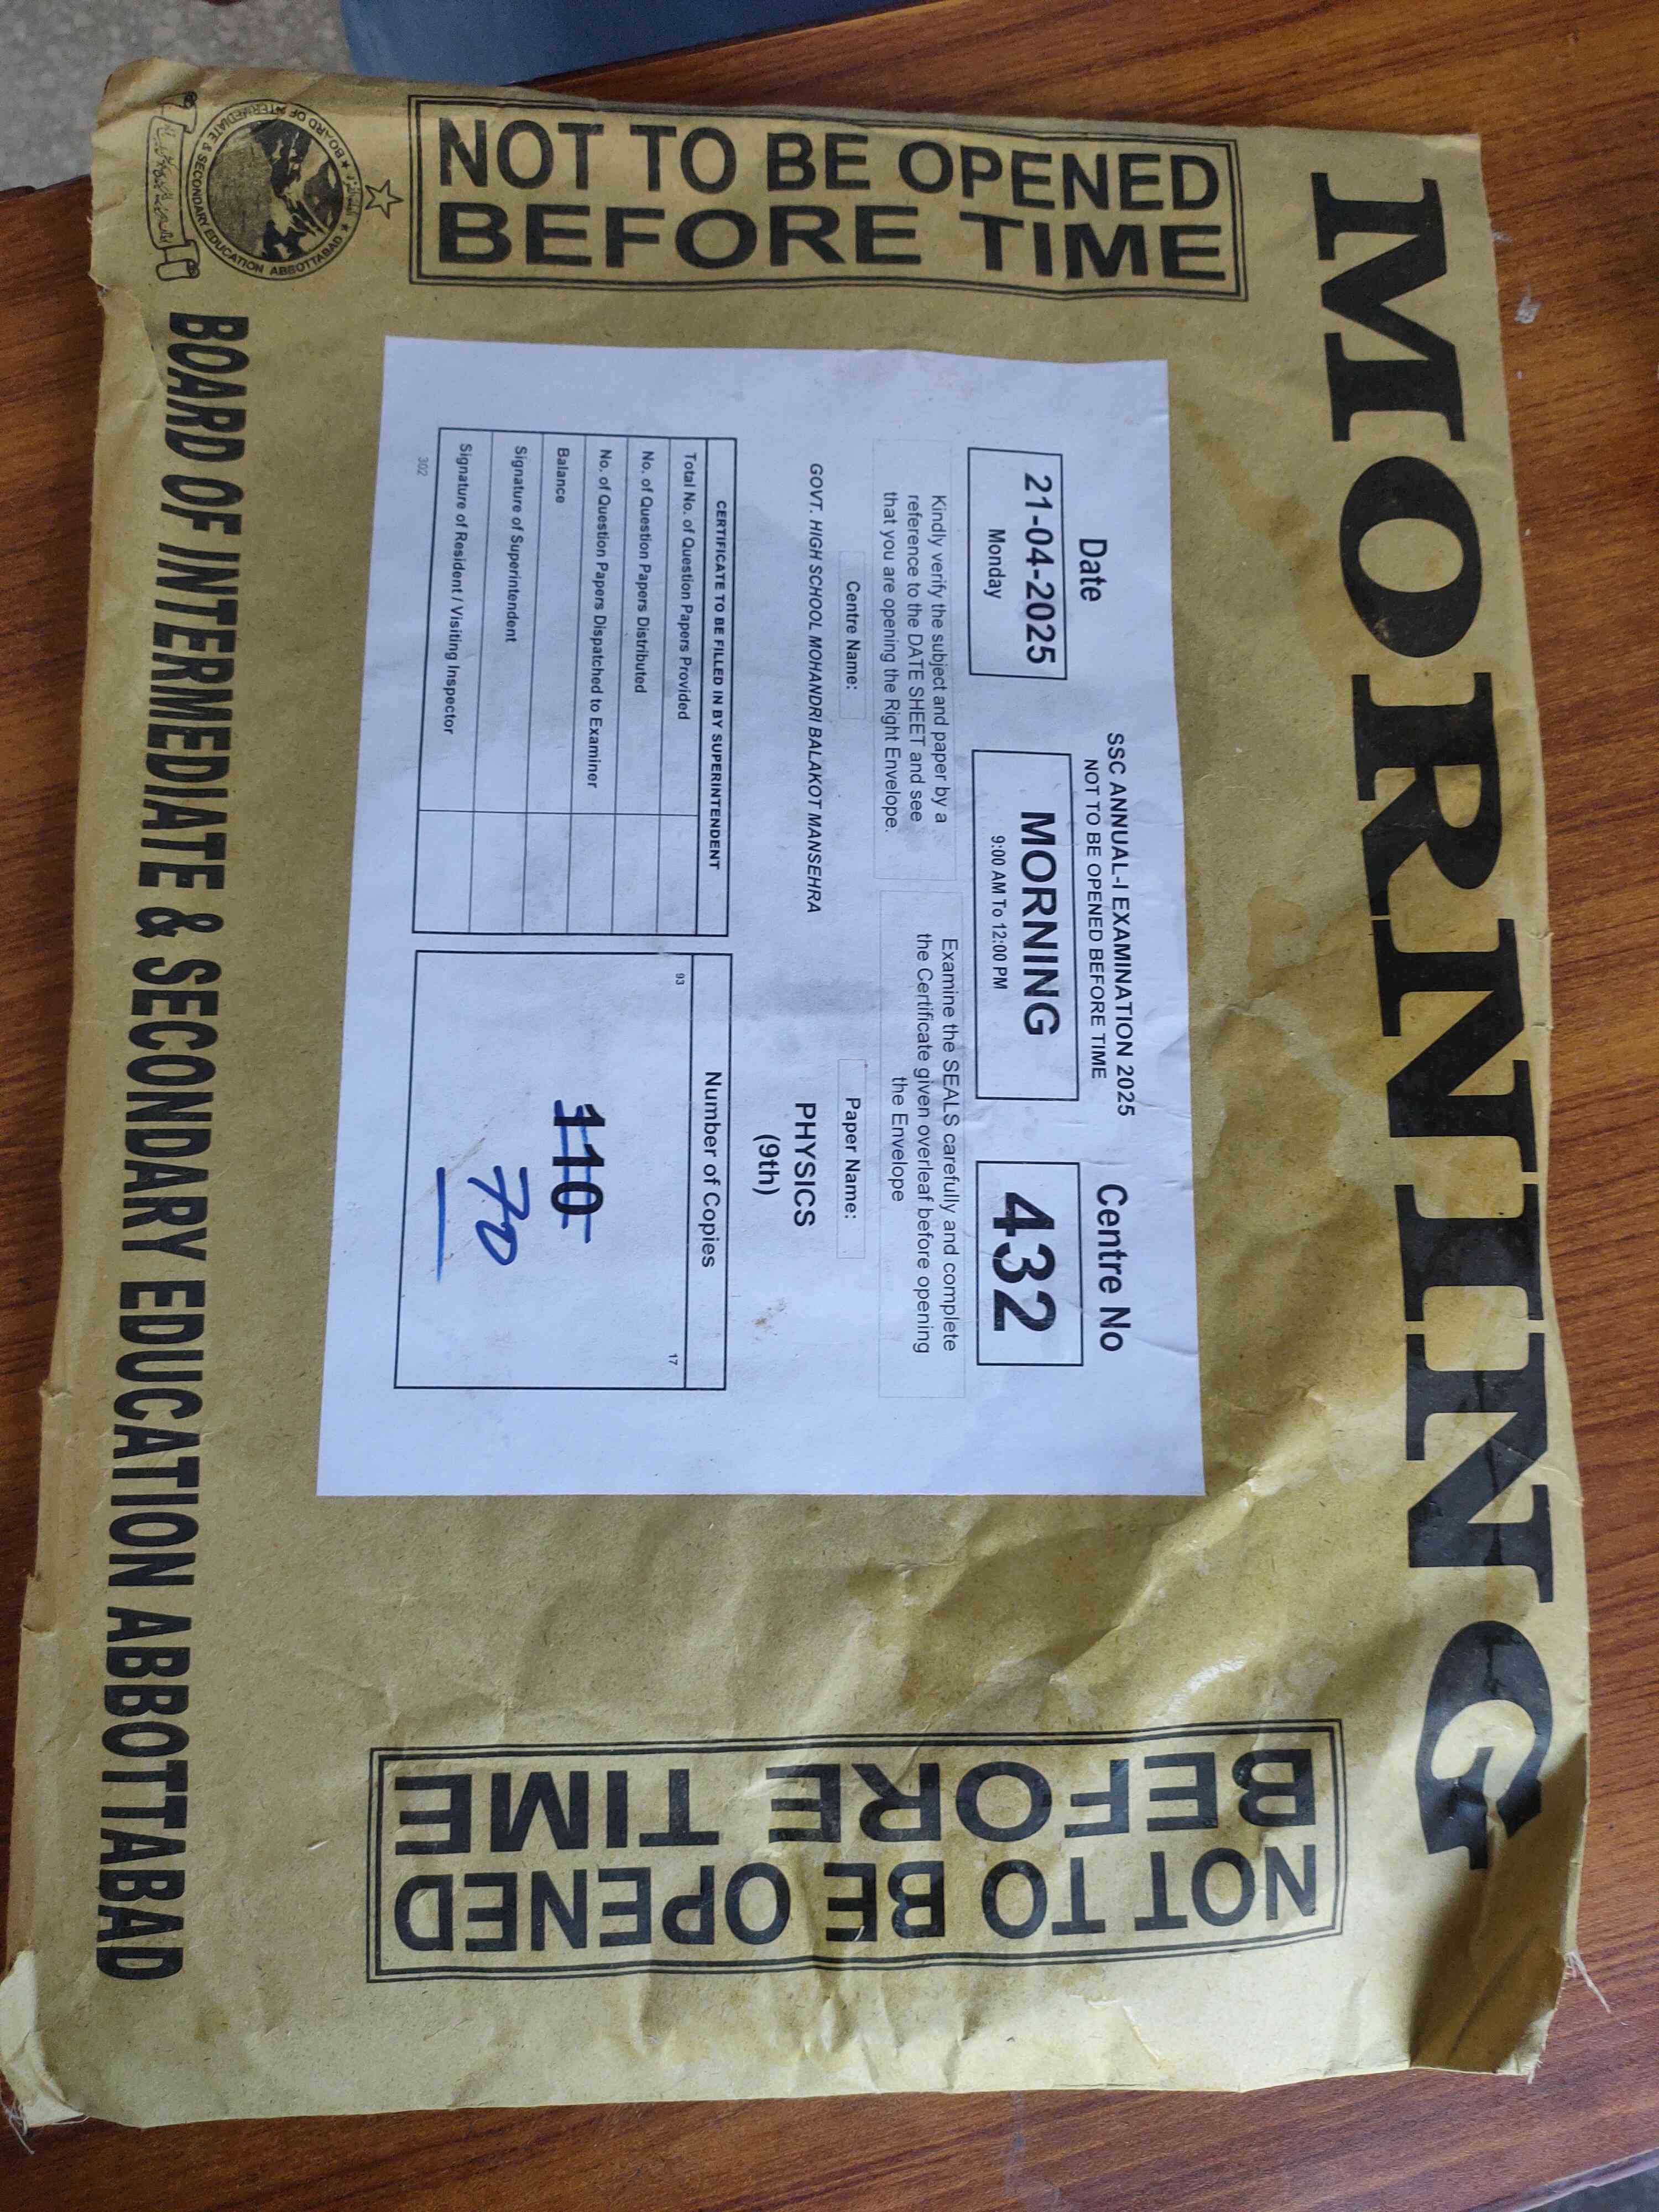 MORNING
NOT TO BE OPENED
BEFORE TIME
SSC ANNUAL-I EXAMINATION 2025
NOT TO BE OPENED BEFORE TIME
Date
21-04-2025
Monday
MORNING
9:00 AM To 12:00 PM
Centre No
432
Kindly verify the subject and paper by a
reference to the DATE SHEET and see
that you are opening the Right Envelope.
Examine the SEALS carefully and complete
the Certificate given overleaf before opening
the Envelope
Centre Name:
GOVT. HIGH SCHOOL MOHANDRI BALAKOT MANSEHRA
Paper Name:
PHYSICS
(9th)
CERTIFICATE TO BE FILLED IN BY SUPERINTENDENT
Total No. of Question Papers Provided
No. of Question Papers Distributed
No. of Question Papers Dispatched to Examiner
Balance
Signature of Superintendent
Signature of Resident / Visiting Inspector
302
Number of Copies
93
17
110
70
NOT TO BE OPENED
BEFORE TIME
BOARD OF INTERMEDIATE & SECONDARY EDUCATION ABBOTTABAD
BOARD OF INTERMEDIATE & SECONDARY EDUCATION ABBOTTABAD